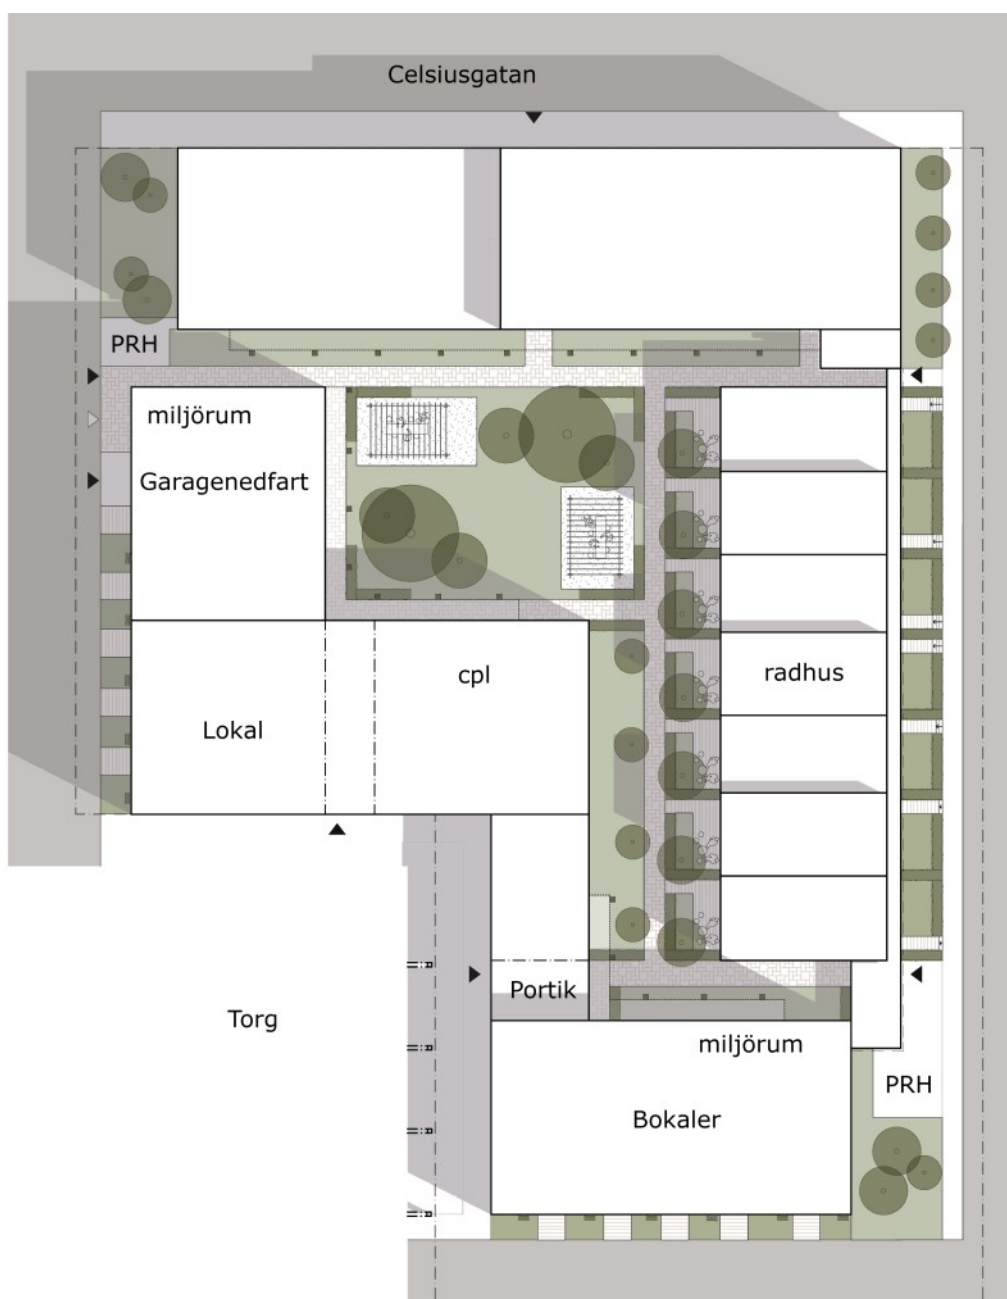 Celsiusgatan
PRH
miljörum
Garagenedfart
cpl
radhus
Lokal
Portik
Torg
miljörum
PRH
Bokaler